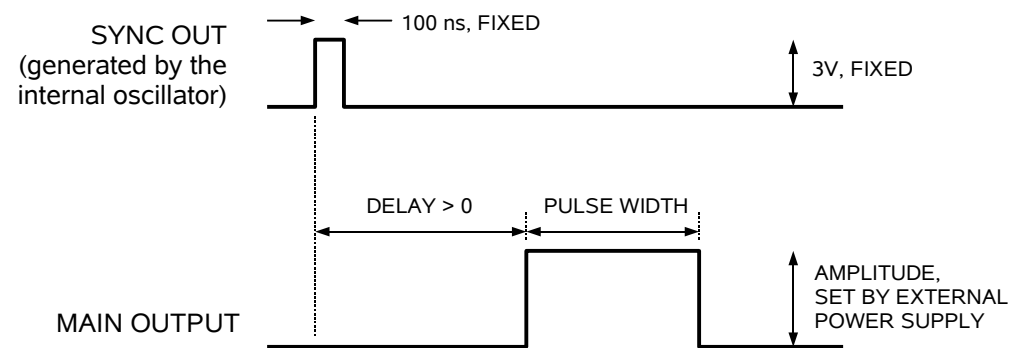 100 ns, FIXED
SYNC OUT
(generated by the
internal oscillator)
3V, FIXED
DELAY > 0
PULSE WIDTH
AMPLITUDE,
SET BY EXTERNAL
POWER SUPPLY
MAIN OUTPUT